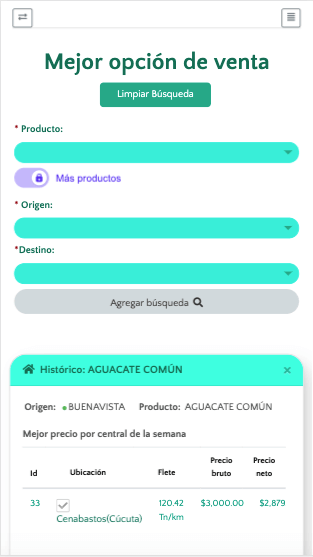 Mejor opción de venta
Limpiar Búsqueda
* Producto:
Más productos
* Origen:
*Destino:
Agregar búsqueda
Histórico: AGUACATE COMÚN ×
Origen: BUENAVISTA Producto: AGUACATE COMÚN
Mejor precio por central de la semana
Id Ubicación Flete Precio bruto Precio neto
33 Cenabastos(Cúcuta) 120.42 Tn/km $3,000.00 $2,879